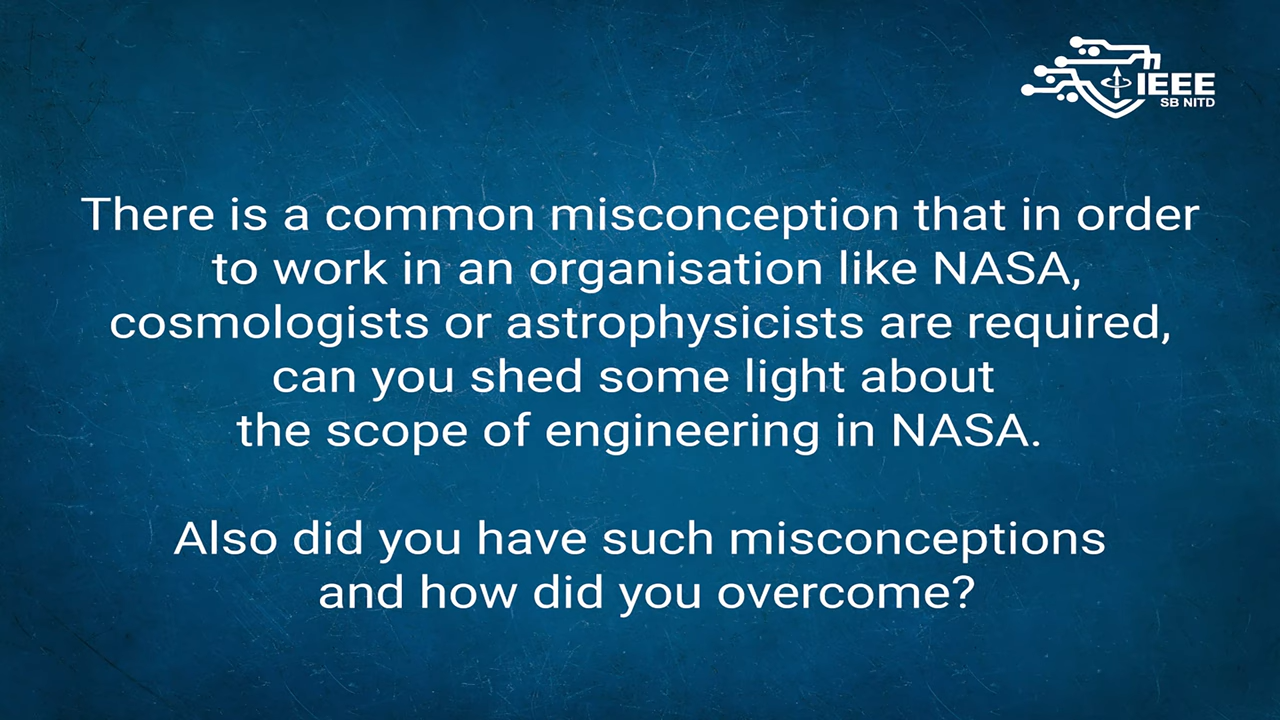 IEEE
SB NITD
There is a common misconception that in order
to work in an organisation like NASA,
cosmologists or astrophysicists are required,
can you shed some light about
the scope of engineering in NASA.
Also did you have such misconceptions
and how did you overcome?